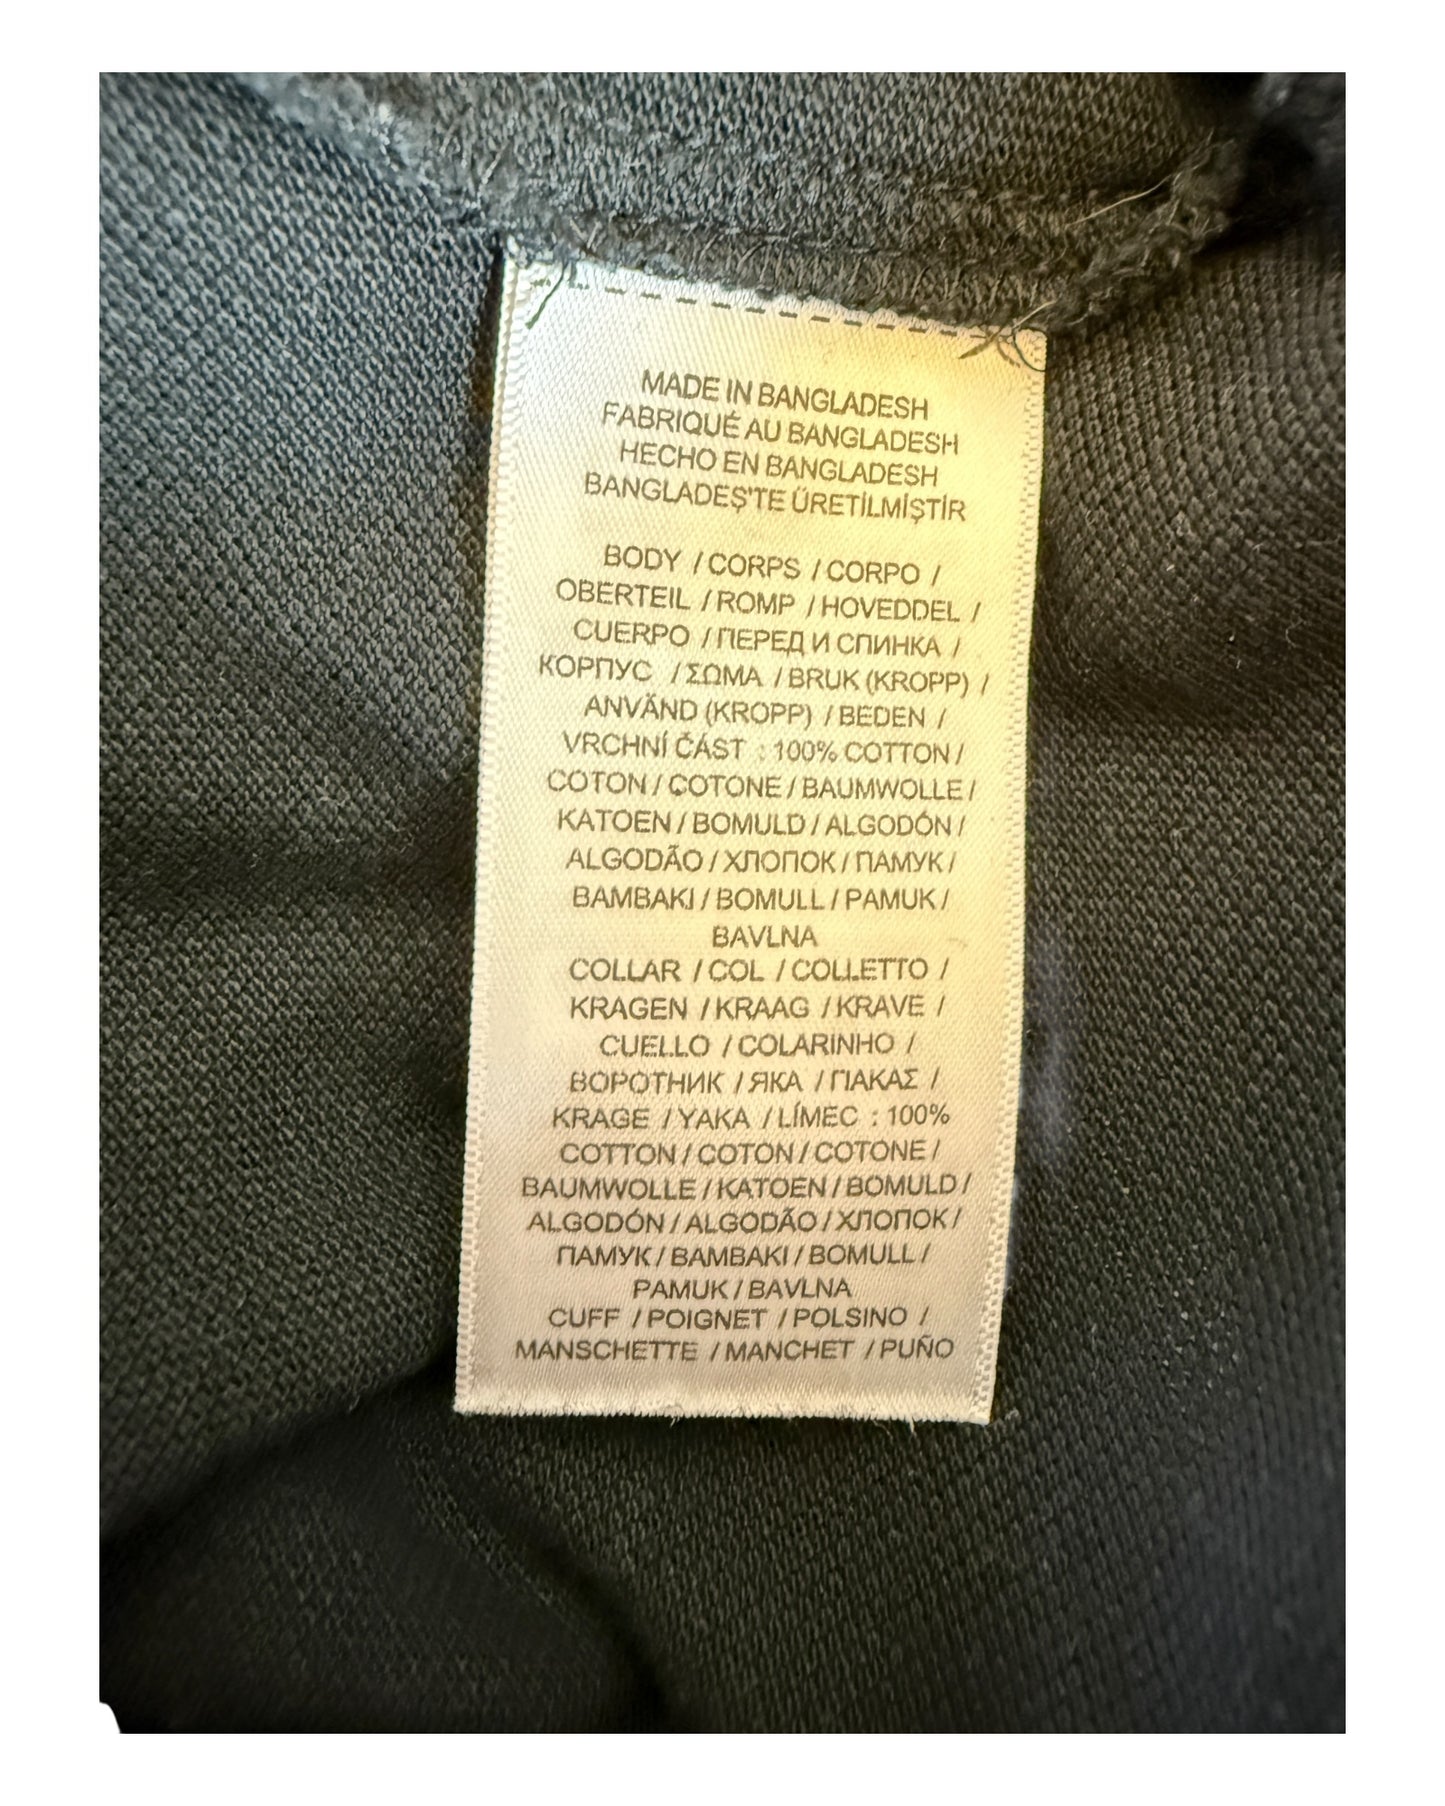 MADE IN BANGLADESH
FABRIQUÉ AU BANGLADESH
HECHO EN BANGLADESH
BANGLADEŞ'TE ÜRETİLMİŞTİR
BODY / CORPS / CORPO /
OBERTEIL / ROMP / HOVEDDEL /
CUERPO / ПЕРЕД И СПИНКА /
КОРПУС / ΣΩΜΑ / BRUK (KROPP) /
ANVÄND (KROPP) / BEDEN /
VRCHNÍ ČÁST : 100% COTTON /
COTON / COTONE / BAUMWOLLE /
KATOEN / BOMULD / ALGODÓN /
ALGODÃO / ХЛОПОК / ПАМУК /
BAMBAKI / BOMULL / PAMUK /
BAVLNA
COLLAR / COL / COLLETTO /
KRAGEN / KRAAG / KRAVE /
CUELLO / COLARINHO /
ВОРОТНИК / ЯКА / ΓΙΑΚΑΣ /
KRAGE / YAKA / LÍMEC : 100%
COTTON / COTON / COTONE /
BAUMWOLLE / KATOEN / BOMULD /
ALGODÓN / ALGODÃO / ХЛОПОК /
ПАМУК / BAMBAKI / BOMULL /
PAMUK / BAVLNA
CUFF / POIGNET / POLSINO /
MANSCHETTE / MANCHET / PUÑO